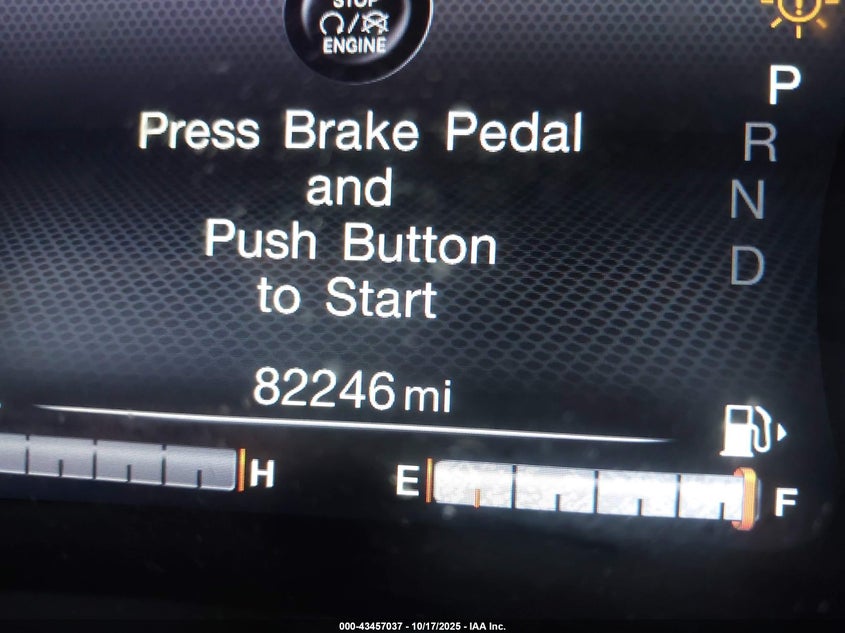 STOP
ENGINE
P
Press Brake Pedal
R
and
N
Push Button
D
to Start
82246 mi
H
E
F
000-43457037 - 10/17/2025 - IAA Inc.